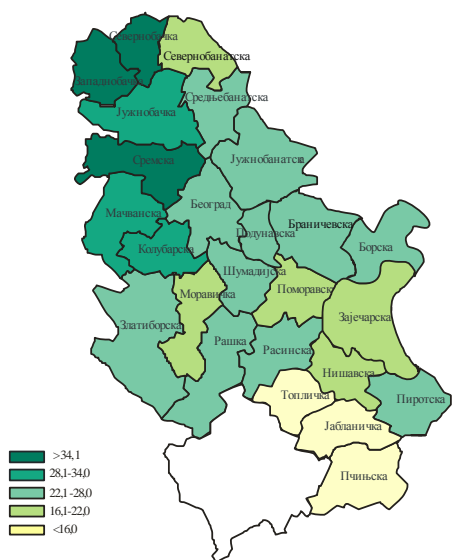 Севернобачка
Севернобанатска
Западнобачка
Средњебанатска
Јужнобачка
Сремска
Јужнобанатска
Београд
Мачванска
Подунавска
Браничевска
Борска
Колубарска
Шумадијска
Моравичка
Поморавск
Златиборска
Зајечарска
Рашка
Расинска
Нишавска
Топличка
Пиротска
Јабланичка
Пчињска
>34,1
28,1-34,0
22,1-28,0
16,1-22,0
<16,0